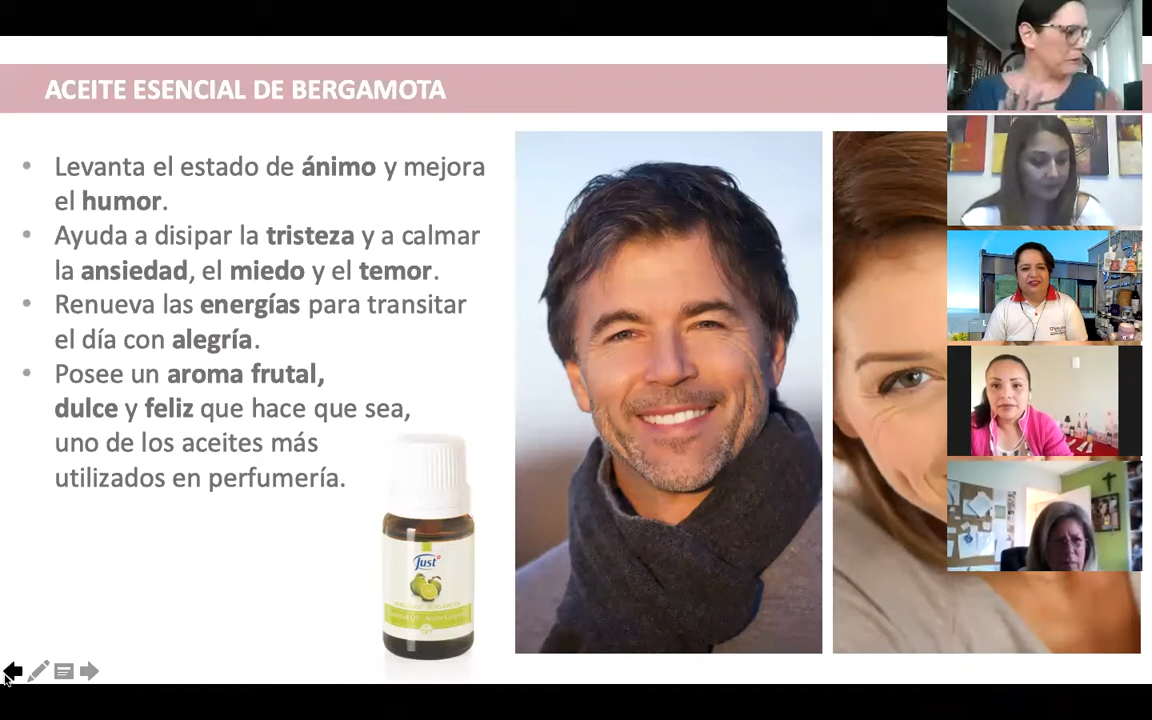 ACEITE ESENCIAL DE BERGAMOTA
• Levanta el estado de ánimo y mejora
el humor.
• Ayuda a disipar la tristeza y a calmar
la ansiedad, el miedo y el temor.
• Renueva las energías para transitar
el día con alegría.
• Posee un aroma frutal,
dulce y feliz que hace que sea,
uno de los aceites más
utilizados en perfumería.
Just